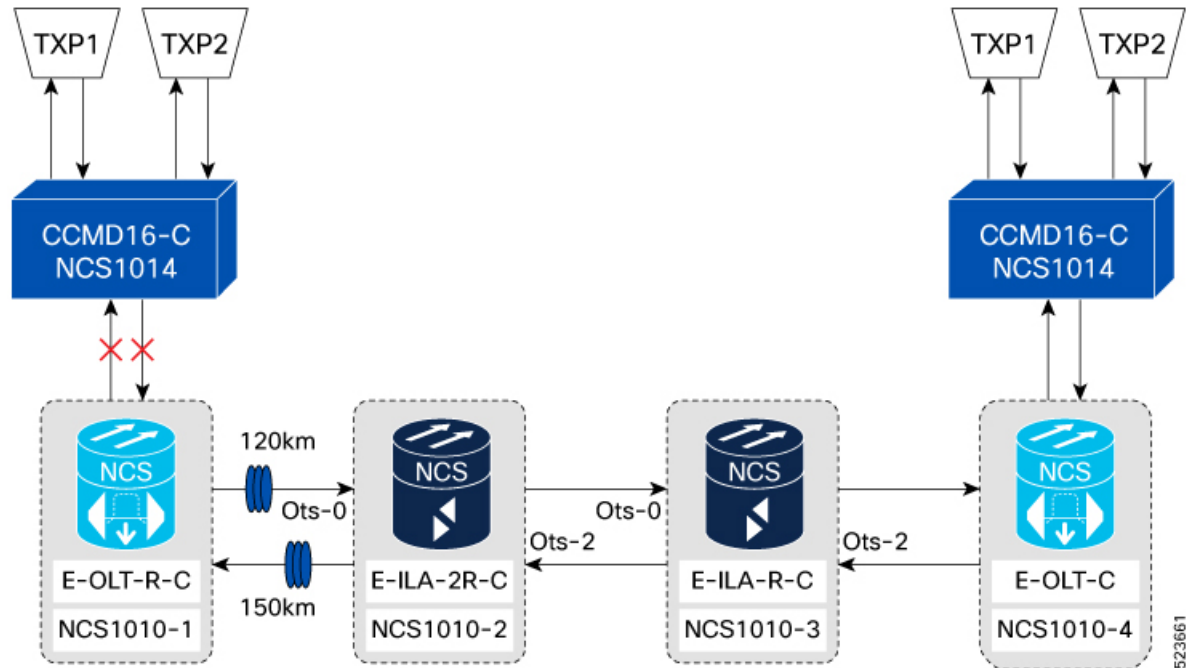 TXP1
TXP2
TXP1
TXP2
CCMD16-C
NCS1014
CCMD16-C
NCS1014
120km
NCS
NCS
NCS
NCS
Ots-0
Ots-0
Ots-2
Ots-2
150km
E-OLT-R-C
E-ILA-2R-C
E-ILA-R-C
E-OLT-C
NCS1010-1
NCS1010-2
NCS1010-3
NCS1010-4
523661